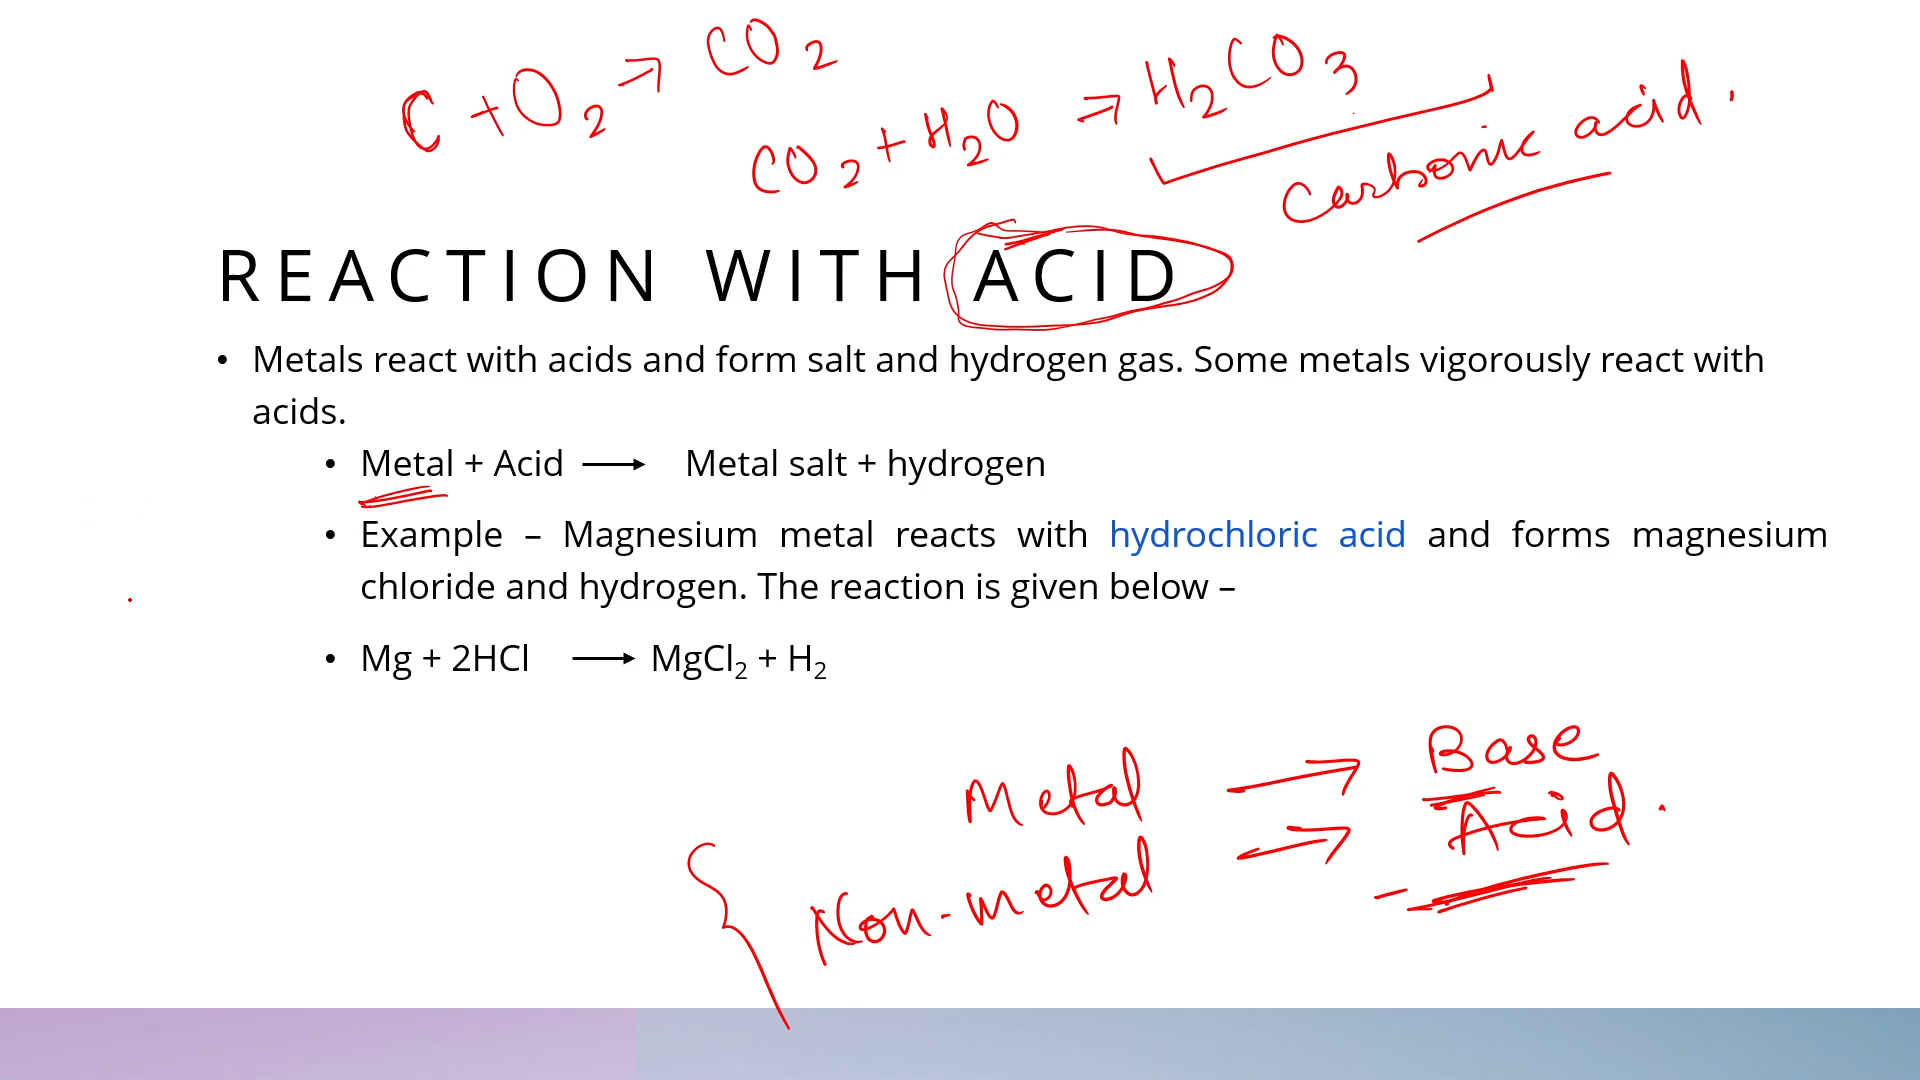 C + O₂ → CO₂
CO₂ + H₂O → H₂CO₃
Carbonic acid.
REACTION WITH ACID
• Metals react with acids and form salt and hydrogen gas. Some metals vigorously react with
acids.
• Metal + Acid ⟶ Metal salt + hydrogen
• Example – Magnesium metal reacts with hydrochloric acid and forms magnesium
chloride and hydrogen. The reaction is given below –
• Mg + 2HCl ⟶ MgCl₂ + H₂
Metal → Base
Non-metal → Acid.